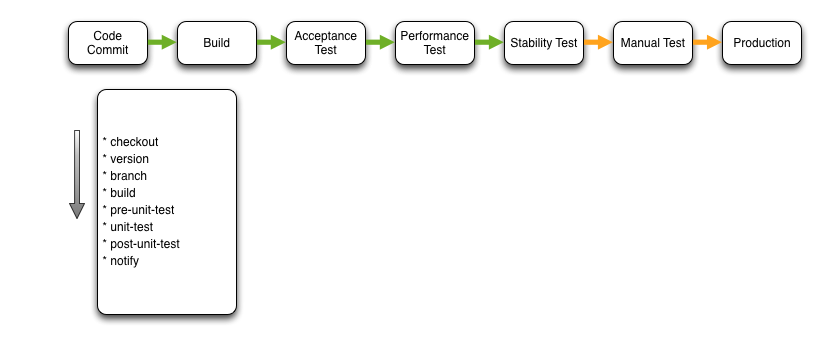 Code
Commit
Build
Acceptance
Test
Performance
Test
Stability Test
Manual Test
Production
* checkout
* version
* branch
* build
* pre-unit-test
* unit-test
* post-unit-test
* notify